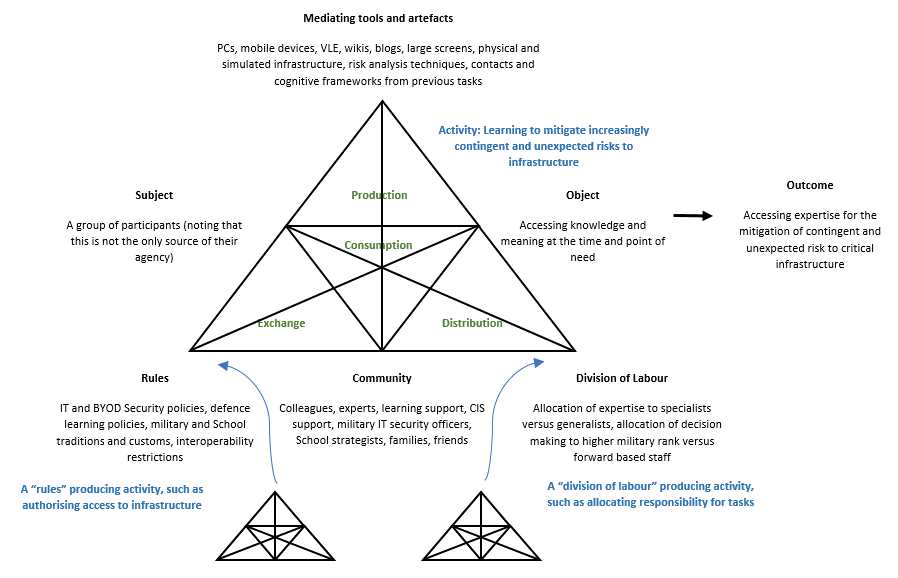 Mediating tools and artefacts
PCs, mobile devices, VLE, wikis, blogs, large screens, physical and
simulated infrastructure, risk analysis techniques, contacts and
cognitive frameworks from previous tasks
Activity: Learning to mitigate increasingly
contingent and unexpected risks to
infrastructure
Subject
A group of participants (noting that
this is not the only source of their
agency)
Production
Consumption
Exchange
Distribution
Object
Accessing knowledge and
meaning at the time and point of
need
Outcome
Accessing expertise for the
mitigation of contingent and
unexpected risk to critical
infrastructure
Rules
IT and BYOD Security policies, defence
learning policies, military and School
traditions and customs, interoperability
restrictions
Community
Colleagues, experts, learning support, CIS
support, military IT security officers,
School strategists, families, friends
Division of Labour
Allocation of expertise to specialists
versus generalists, allocation of decision
making to higher military rank versus
forward based staff
A “rules” producing activity, such as
authorising access to infrastructure
A “division of labour” producing activity,
such as allocating responsibility for tasks